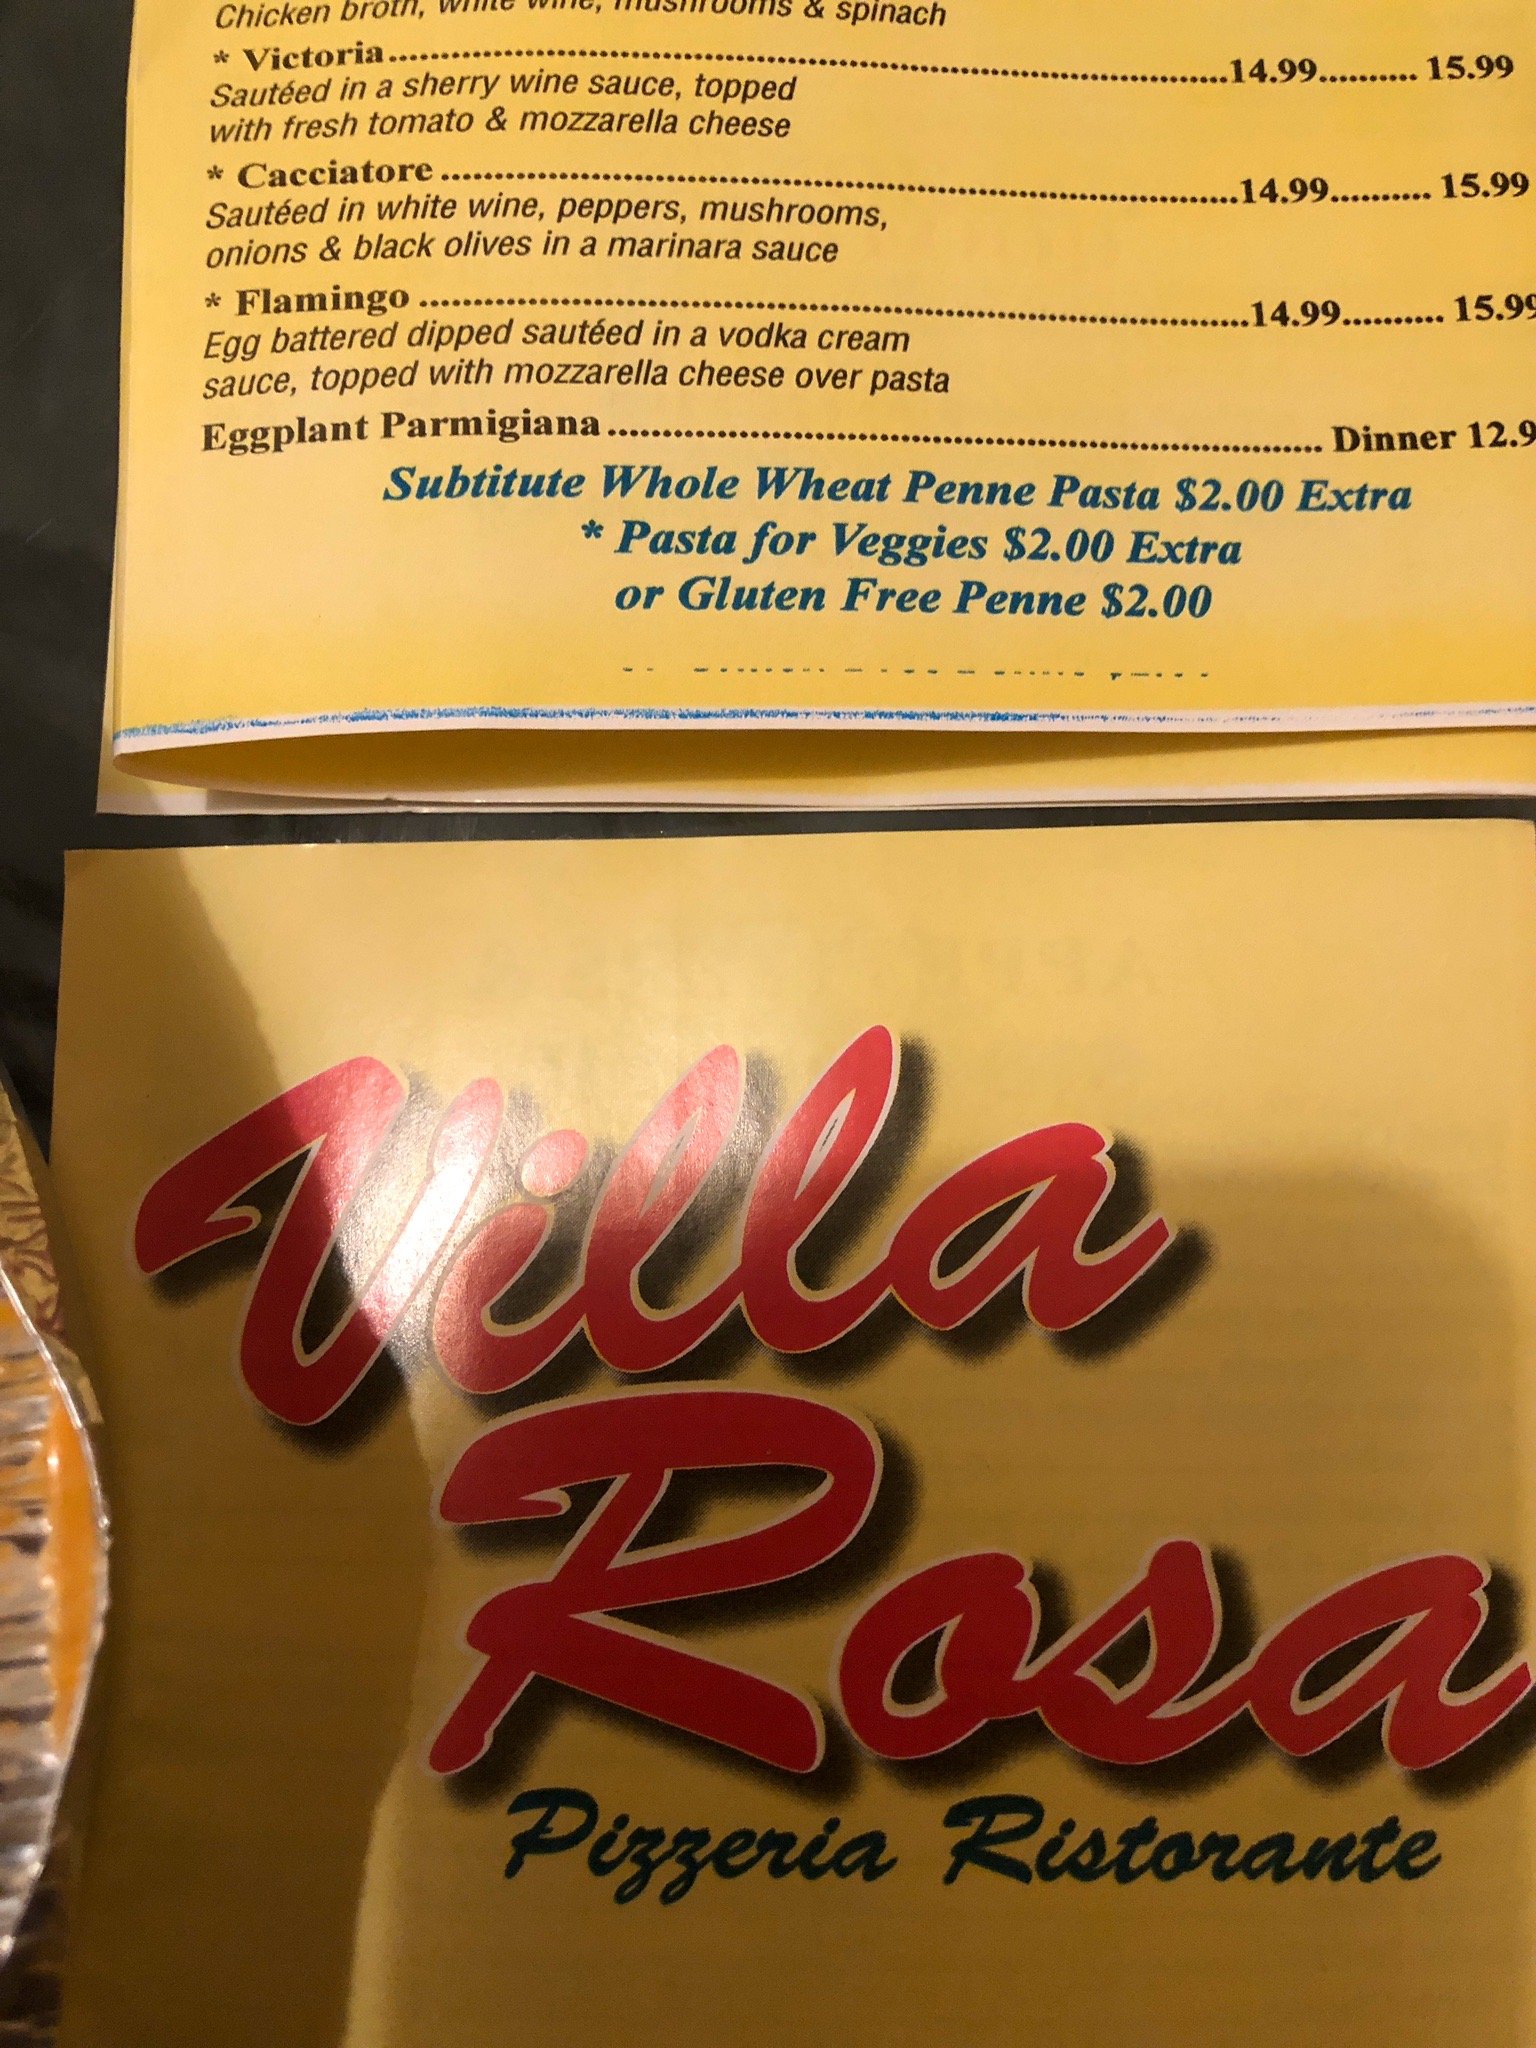 Chicken broth, white wine, mushrooms & spinach
* Victoria.....14.99.......... 15.99
Sautéed in a sherry wine sauce, topped
with fresh tomato & mozzarella cheese
* Cacciatore.....14.99.......... 15.99
Sautéed in white wine, peppers, mushrooms,
onions & black olives in a marinara sauce
* Flamingo.....14.99.......... 15.99
Egg battered dipped sautéed in a vodka cream
sauce, topped with mozzarella cheese over pasta
Eggplant Parmigiana..... Dinner 12.9
Subtitute Whole Wheat Penne Pasta $2.00 Extra
* Pasta for Veggies $2.00 Extra
or Gluten Free Penne $2.00
Villa
Rosa
Pizzeria Ristorante